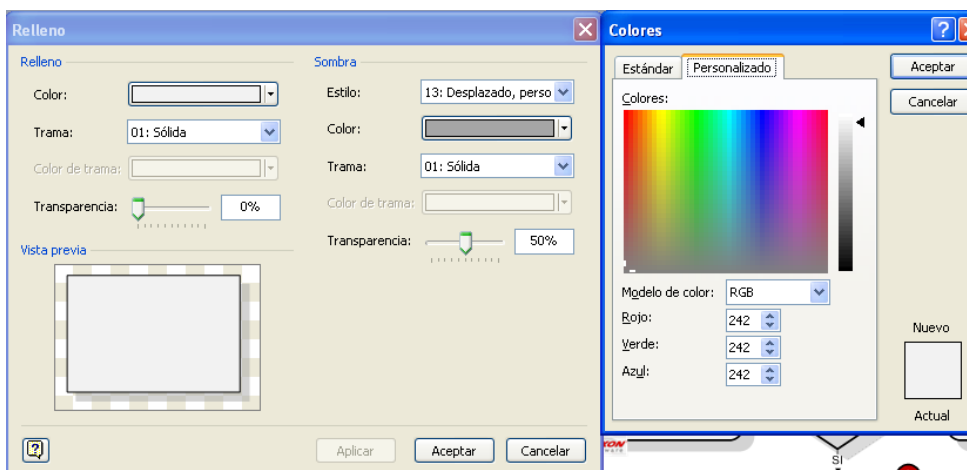 Relleno
Relleno
Color:
Trama:
01: Sólida
Color de trama:
Transparencia:
0%
Vista previa
Sombra
Estilo:
13: Desplazado, perso
Color:
Trama:
01: Sólida
Color de trama:
Transparencia:
50%
Aplicar
Aceptar
Cancelar
Colores
Estándar
Personalizado
Aceptar
Cancelar
Colores:
Modelo de color:
RGB
Rojo:
242
Verde:
242
Azul:
242
Nuevo
Actual
SI